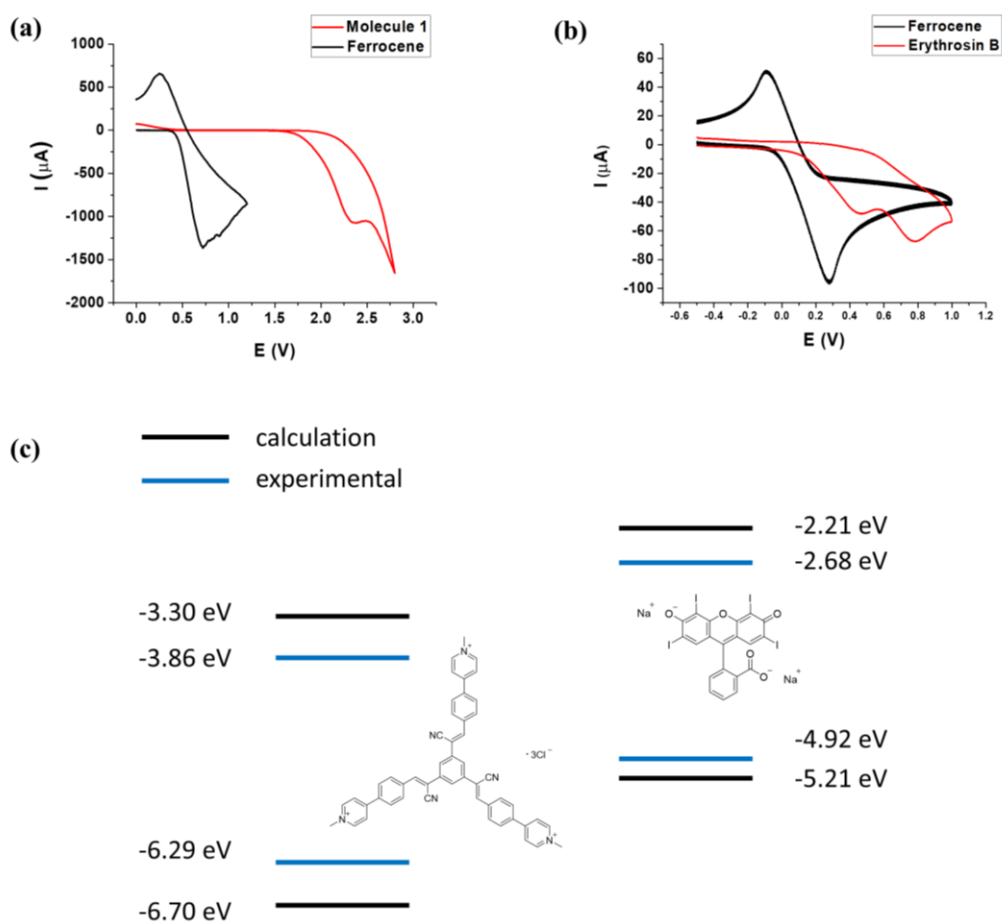 (a)
Molecule 1
Ferrocene
1000
500
0
-500
-1000
-1500
-2000
I (μA)
0.0 0.5 1.0 1.5 2.0 2.5 3.0
E (V)
(b)
Ferrocene
Erythrosin B
60
40
20
0
-20
-40
-60
-80
-100
I (μA)
-0.6 -0.4 -0.2 0.0 0.2 0.4 0.6 0.8 1.0 1.2
E (V)
(c)
calculation
experimental
-3.30 eV
-3.86 eV
-6.29 eV
-6.70 eV
N+
NC
CN
CN
N+
N+
· 3Cl−
-2.21 eV
-2.68 eV
Na+
−O
I
O
I
O
I
I
O
O−
Na+
-4.92 eV
-5.21 eV